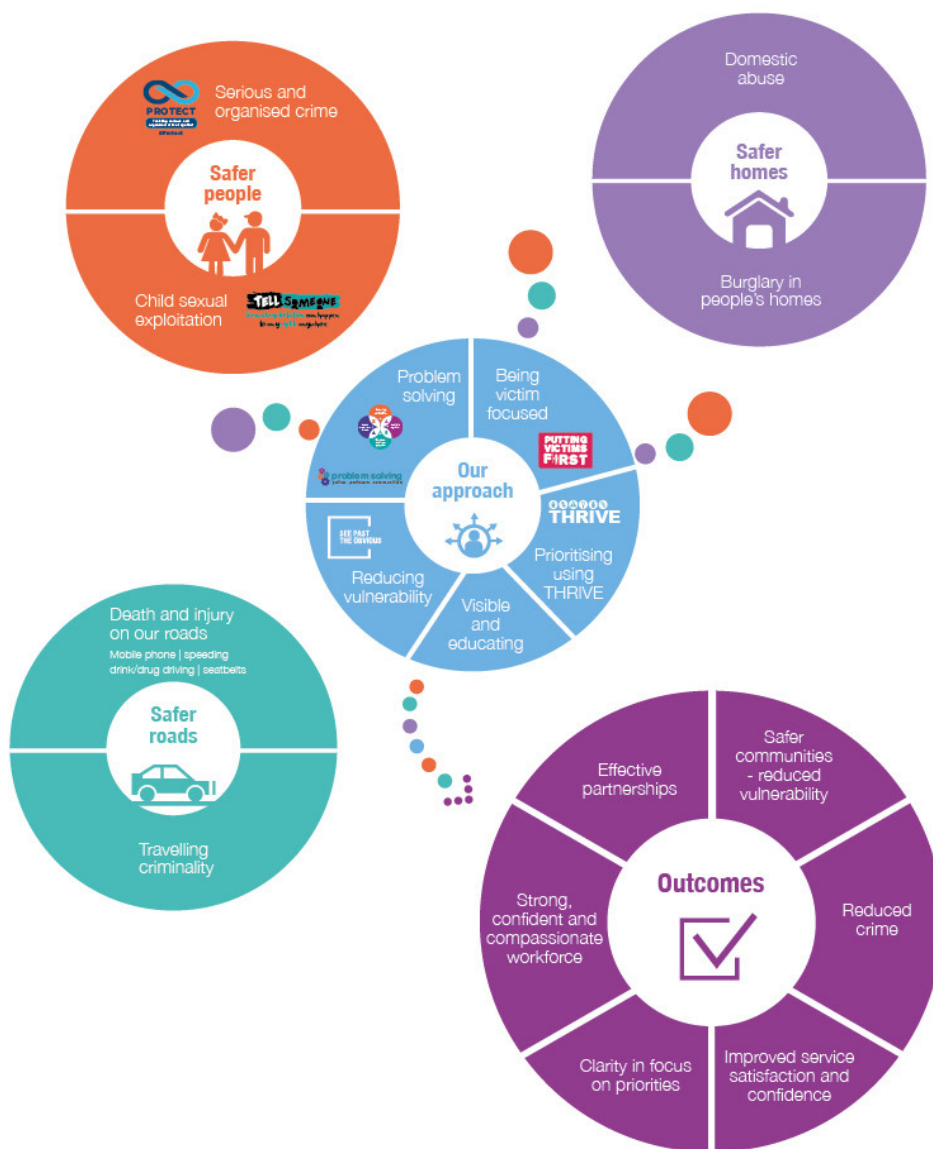 Serious and
organised crime
PROTECT
Safer
people
Child sexual
exploitation
TELL SOMEONE
Domestic
abuse
Safer
homes
Burglary in
people's homes
Problem
solving
problem solving
Being
victim
focused
PUTTING
VICTIMS
FIRST
Our
approach
SEE PAST
THE OBVIOUS
THRIVE
Reducing
vulnerability
Prioritising
using
THRIVE
Visible
and
educating
Death and injury
on our roads
Mobile phone | speeding
drink/drug driving | seatbelts
Safer
roads
Travelling
criminality
Effective
partnerships
Safer
communities
- reduced
vulnerability
Outcomes
Strong,
confident and
compassionate
workforce
Reduced
crime
Clarity in focus
on priorities
Improved service
satisfaction and
confidence